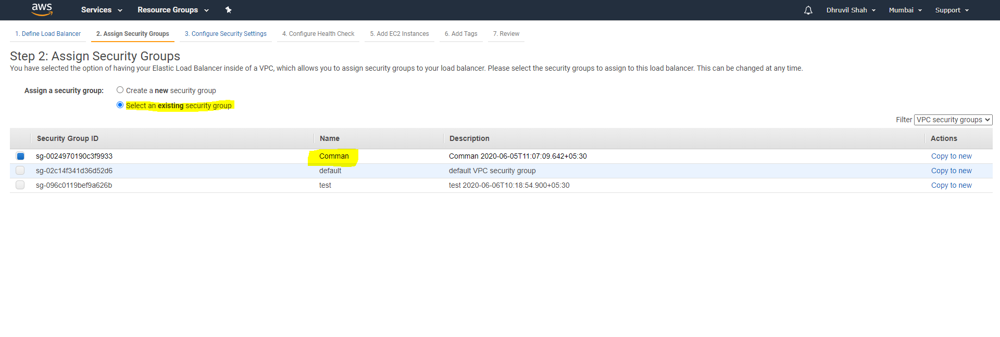 aws Services Resource Groups Dhruvil Shah Mumbai Support
1. Define Load Balancer 2. Assign Security Groups 3. Configure Security Settings 4. Configure Health Check 5. Add EC2 Instances 6. Add Tags 7. Review
Step 2: Assign Security Groups
You have selected the option of having your Elastic Load Balancer inside of a VPC, which allows you to assign security groups to your load balancer. Please select the security groups to assign to this load balancer. This can be changed at any time.
Assign a security group: Create a new security group
Select an existing security group
Filter VPC security groups
Security Group ID Name Description Actions
sg-0024970190c3f9933 Comman Comman 2020-06-05T11:07:09.642+05:30 Copy to new
sg-02c14f341d36d52d6 default default VPC security group Copy to new
sg-096c0119bef9a626b test test 2020-06-06T10:18:54.900+05:30 Copy to new